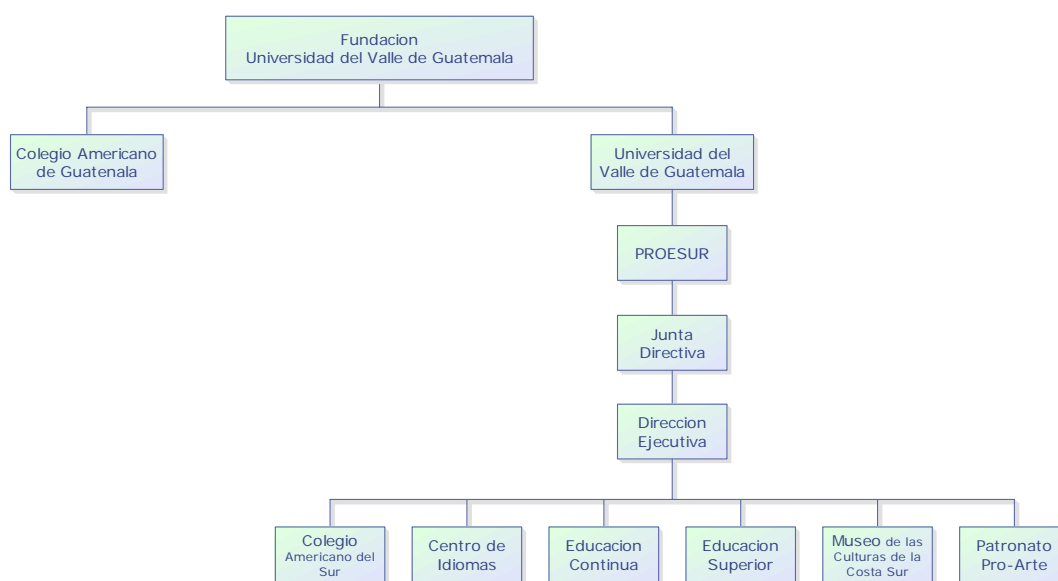 Fundacion
Universidad del Valle de Guatemala
Colegio Americano
de Guatenala
Universidad del
Valle de Guatemala
PROESUR
Junta
Directiva
Direccion
Ejecutiva
Colegio
Americano del
Sur
Centro de
Idiomas
Educacion
Continua
Educacion
Superior
Museo de las
Culturas de la
Costa Sur
Patronato
Pro-Arte